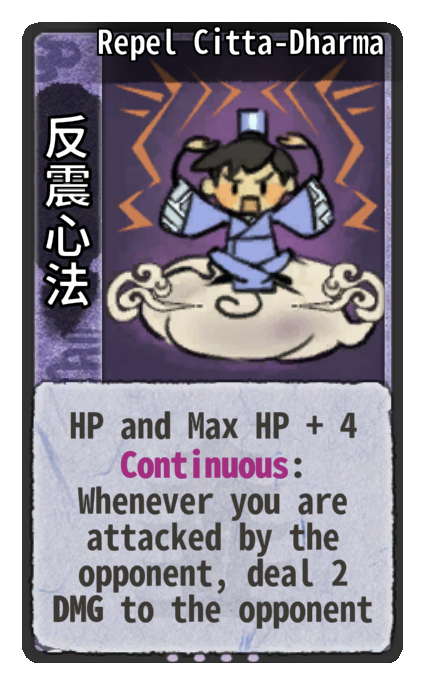 Repel Citta-Dharma
反震心法
HP and Max HP + 4
Continuous:
Whenever you are
attacked by the
opponent, deal 2
DMG to the opponent